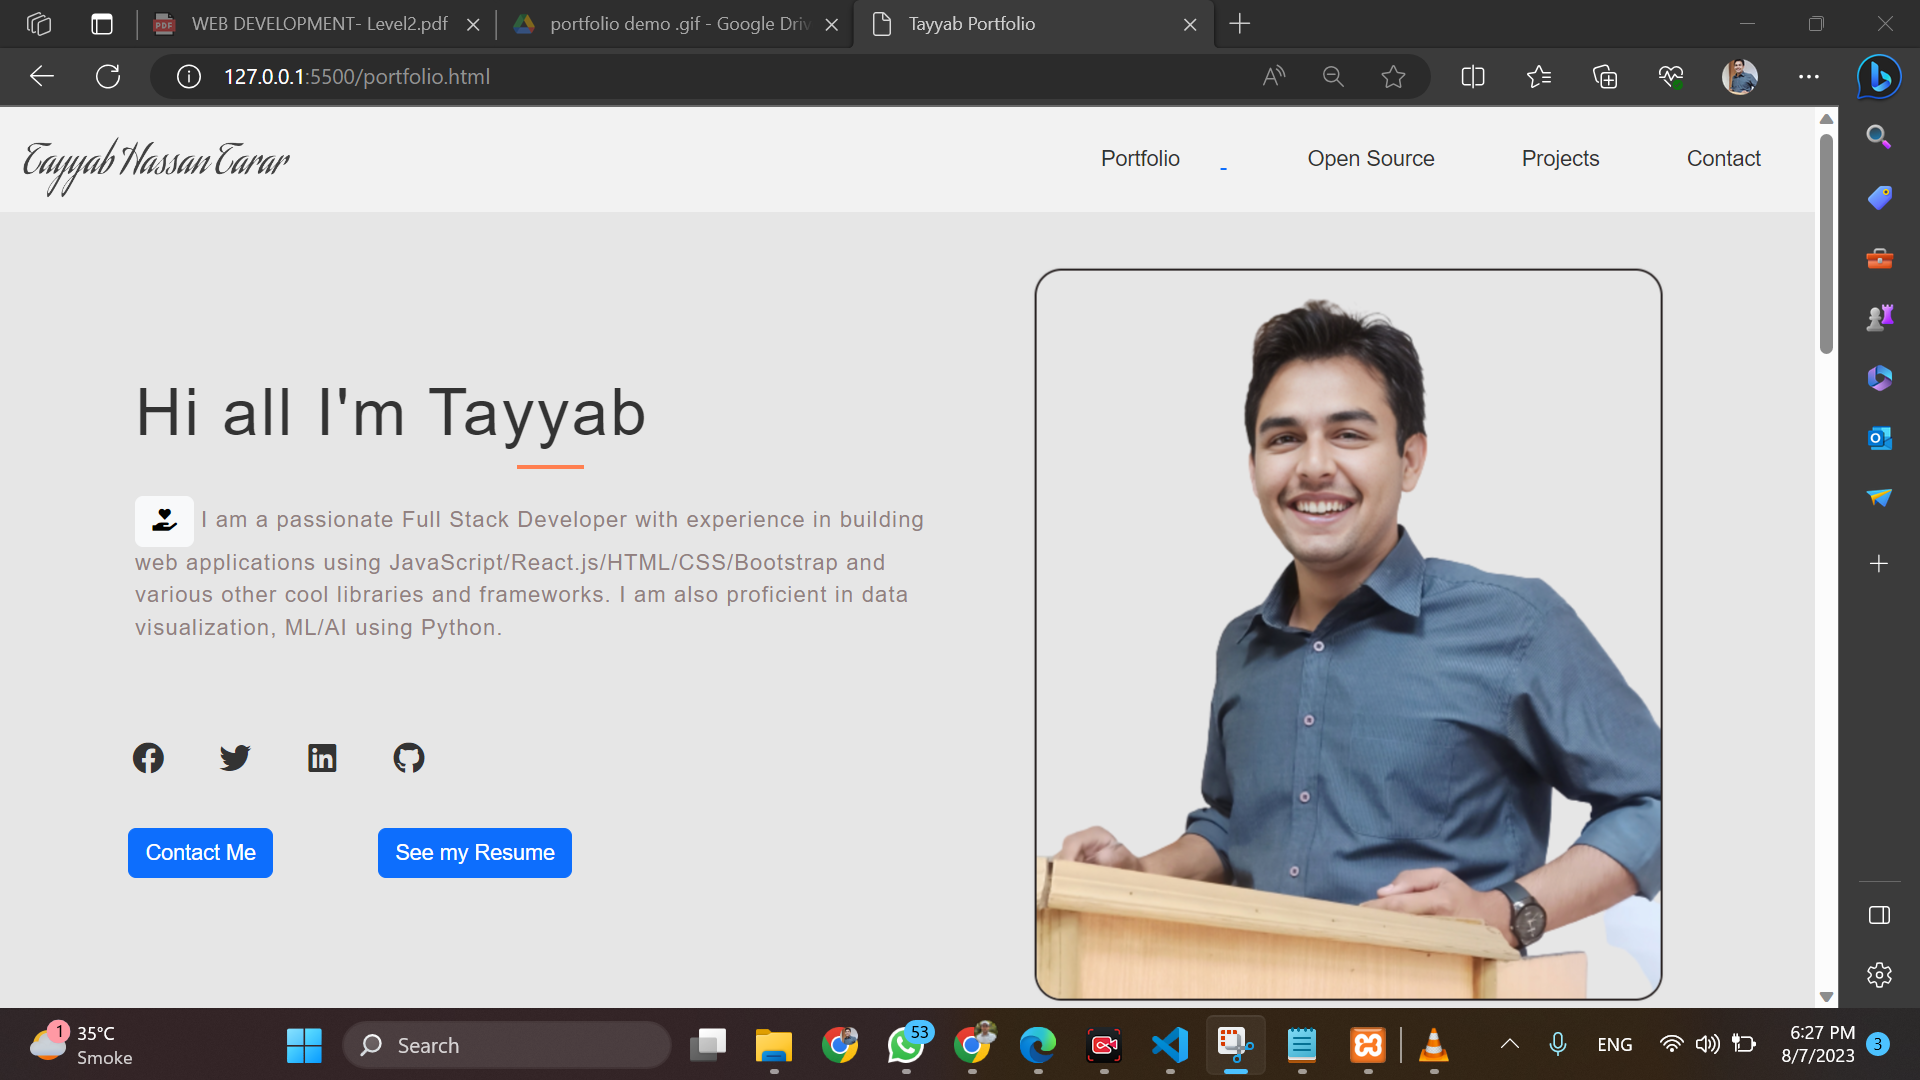 WEB DEVELOPMENT- Level2.pdf
portfolio demo .gif - Google Driv
Tayyab Portfolio
127.0.0.1:5500/portfolio.html
Tayyab Hassan Tarar
Portfolio
Open Source
Projects
Contact
Hi all I'm Tayyab
I am a passionate Full Stack Developer with experience in building
web applications using JavaScript/React.js/HTML/CSS/Bootstrap and
various other cool libraries and frameworks. I am also proficient in data
visualization, ML/AI using Python.
Contact Me
See my Resume
1
35°C
Smoke
Search
53
ENG
6:27 PM
8/7/2023
3